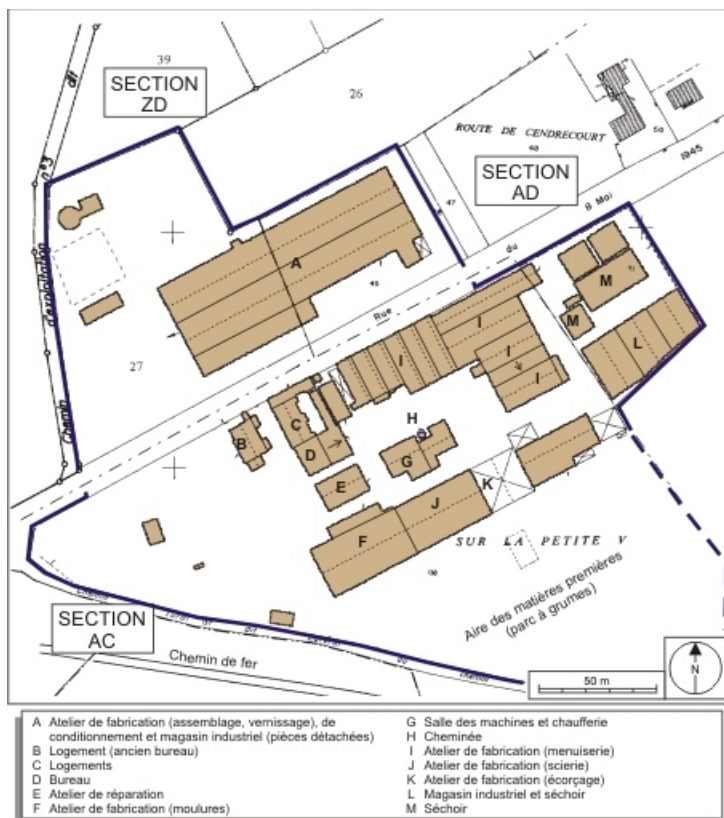 39
SECTION
ZD
26
ROUTE DE CENDRECOURT
SECTION
AD
50
1945
8 Mai
du
Rue
47
A
M
M
L
I
I
I
I
27
H
C
B
D
G
E
K
J
F
SUR LA PETITE V
Aire des matières premières
(parc à grumes)
SECTION
AC
Chemin
d'exploitation
Chemin de fer
50 m
N
A Atelier de fabrication (assemblage, vernissage), de
conditionnement et magasin industriel (pièces détachées)
B Logement (ancien bureau)
C Logements
D Bureau
E Atelier de réparation
F Atelier de fabrication (moulures)
G Salle des machines et chaufferie
H Cheminée
I Atelier de fabrication (menuiserie)
J Atelier de fabrication (scierie)
K Atelier de fabrication (écorçage)
L Magasin industriel et séchoir
M Séchoir